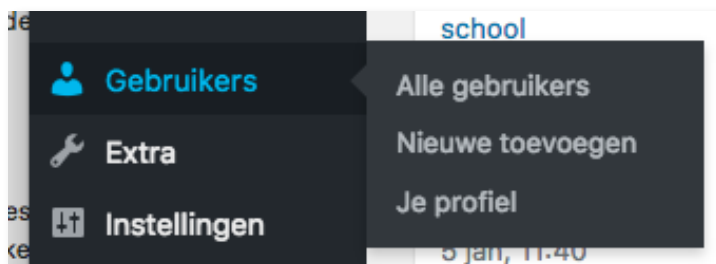 school
Gebruikers
Alle gebruikers
Extra
Nieuwe toevoegen
Je profiel
Instellingen
5 jan, 11:40